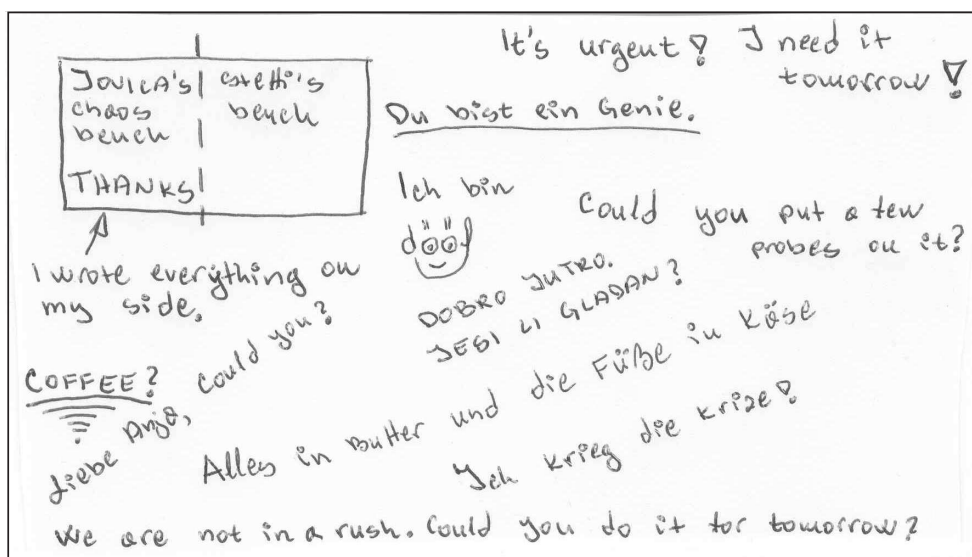 It's urgent! I need it
tomorrow!
JOVICA'S
chaos
bench
THANKS!
bench
Du bist ein Genie.
Ich bin
doof
Could you put a few
probes on it?
I wrote everything on
my side.
DOBRO JUTRO.
JESI LI GLADAN?
COFFEE?
Liebe Anja, could you?
Alles in Butter und die Füße in Käse
Ich krieg die Krize!
We are not in a rush. Could you do it for tomorrow?